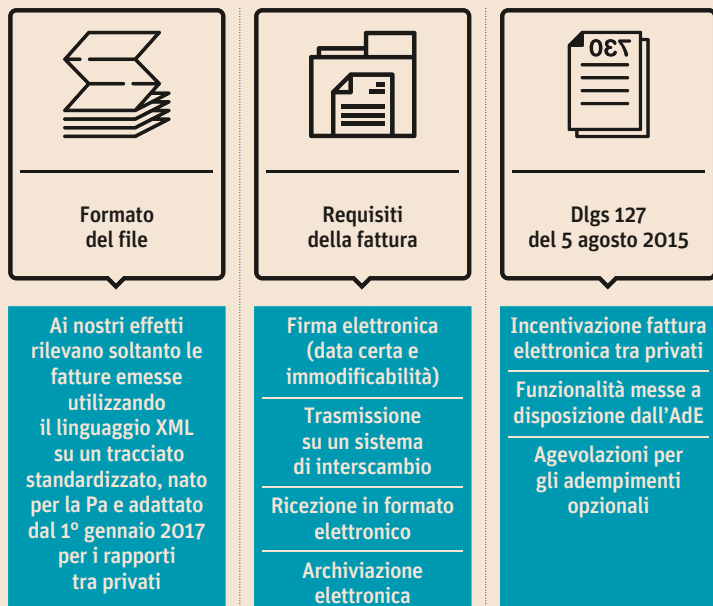 730
Formato
del file
Ai nostri effetti
rilevano soltanto le
fatture emesse
utilizzando
il linguaggio XML
su un tracciato
standardizzato, nato
per la Pa e adattato
dal 1° gennaio 2017
per i rapporti
tra privati
Requisiti
della fattura
Firma elettronica
(data certa e
immodificabilità)
Trasmissione
su un sistema
di interscambio
Ricezione in formato
elettronico
Archiviazione
elettronica
Dlgs 127
del 5 agosto 2015
Incentivazione fattura
elettronica tra privati
Funzionalità messe a
disposizione dall'AdE
Agevolazioni per
gli adempimenti
opzionali